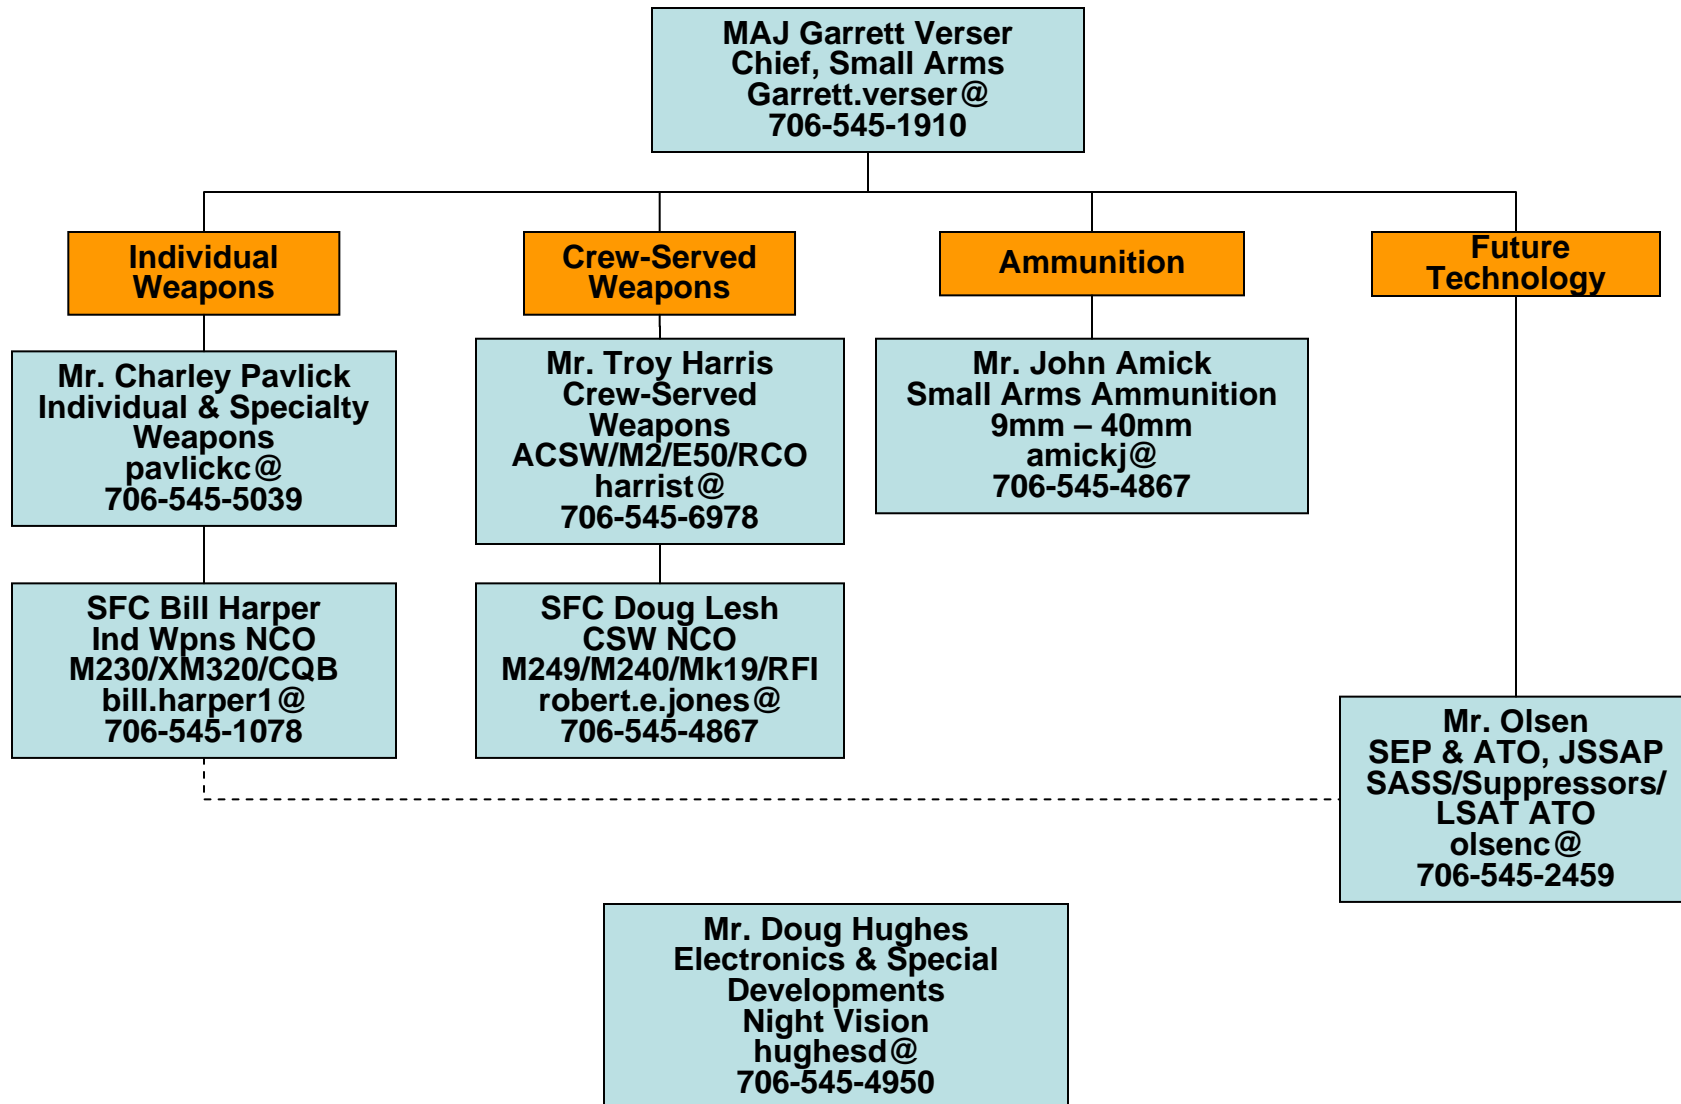 MAJ Garrett Verser
Chief, Small Arms
Garrett.verser@
706-545-1910
Individual
Weapons
Crew-Served
Weapons
Ammunition
Future
Technology
Mr. Charley Pavlick
Individual & Specialty
Weapons
pavlickc@
706-545-5039
Mr. Troy Harris
Crew-Served
Weapons
ACSW/M2/E50/RCO
harrist@
706-545-6978
Mr. John Amick
Small Arms Ammunition
9mm – 40mm
amickj@
706-545-4867
SFC Bill Harper
Ind Wpns NCO
M230/XM320/CQB
bill.harper1@
706-545-1078
SFC Doug Lesh
CSW NCO
M249/M240/Mk19/RFI
robert.e.jones@
706-545-4867
Mr. Olsen
SEP & ATO, JSSAP
SASS/Suppressors/
LSAT ATO
olsenc@
706-545-2459
Mr. Doug Hughes
Electronics & Special
Developments
Night Vision
hughesd@
706-545-4950